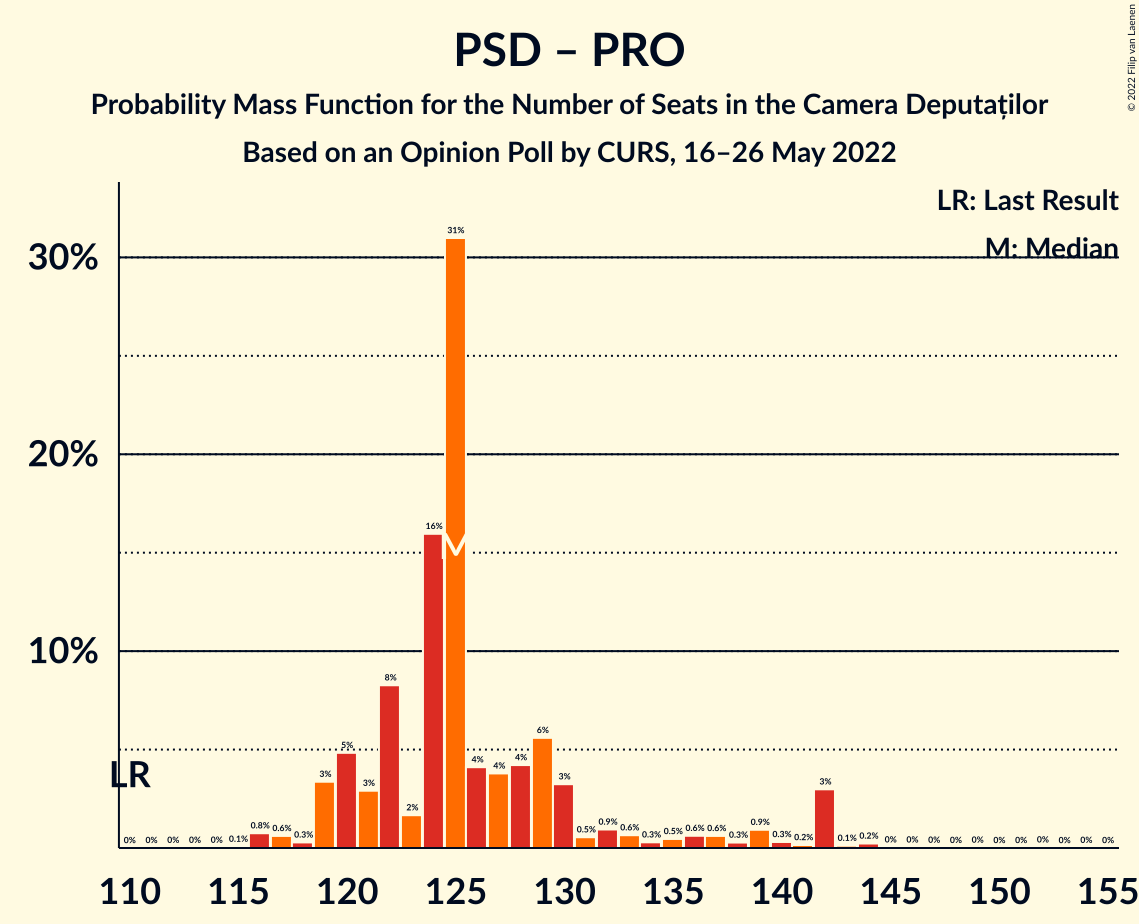 PSD – PRO
Probability Mass Function for the Number of Seats in the Camera Deputaților
Based on an Opinion Poll by CURS, 16–26 May 2022
© 2022 Filip van Laenen
LR: Last Result
M: Median
30%
20%
10%
31%
16%
M
8%
6%
5%
4% 4% 4%
LR
3% 3% 2% 3% 3%
0% 0% 0% 0% 0% 0.1% 0.8% 0.6% 0.3% 0.5% 0.9% 0.6% 0.3% 0.5% 0.6% 0.6% 0.3% 0.9% 0.3% 0.2% 0.1% 0.2% 0% 0% 0% 0% 0% 0% 0% 0% 0% 0% 0%
110 115 120 125 130 135 140 145 150 155